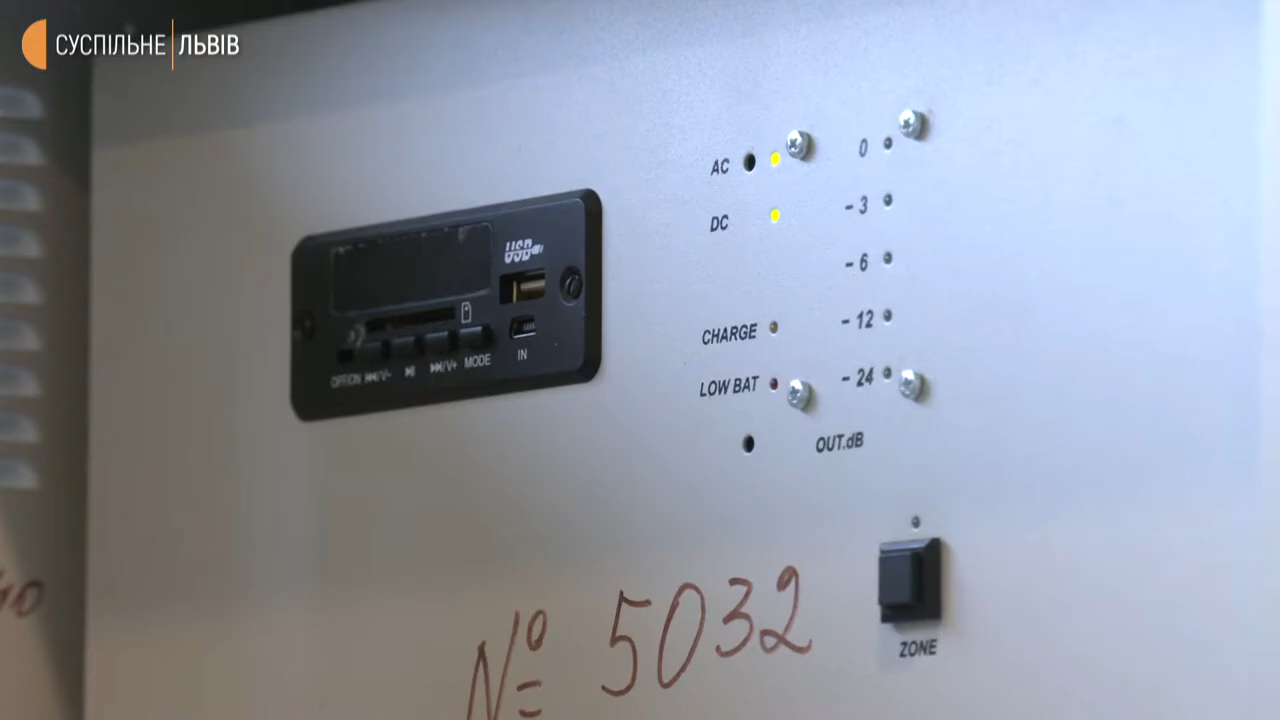 СУСПІЛЬНЕ ЛЬВІВ
AC
0
DC
- 3
USB
- 6
CHARGE
- 12
IN
OPTION ⏮/V- ⏯ ⏭/V+ MODE
LOW BAT
- 24
OUT.dB
№ 5032
ZONE